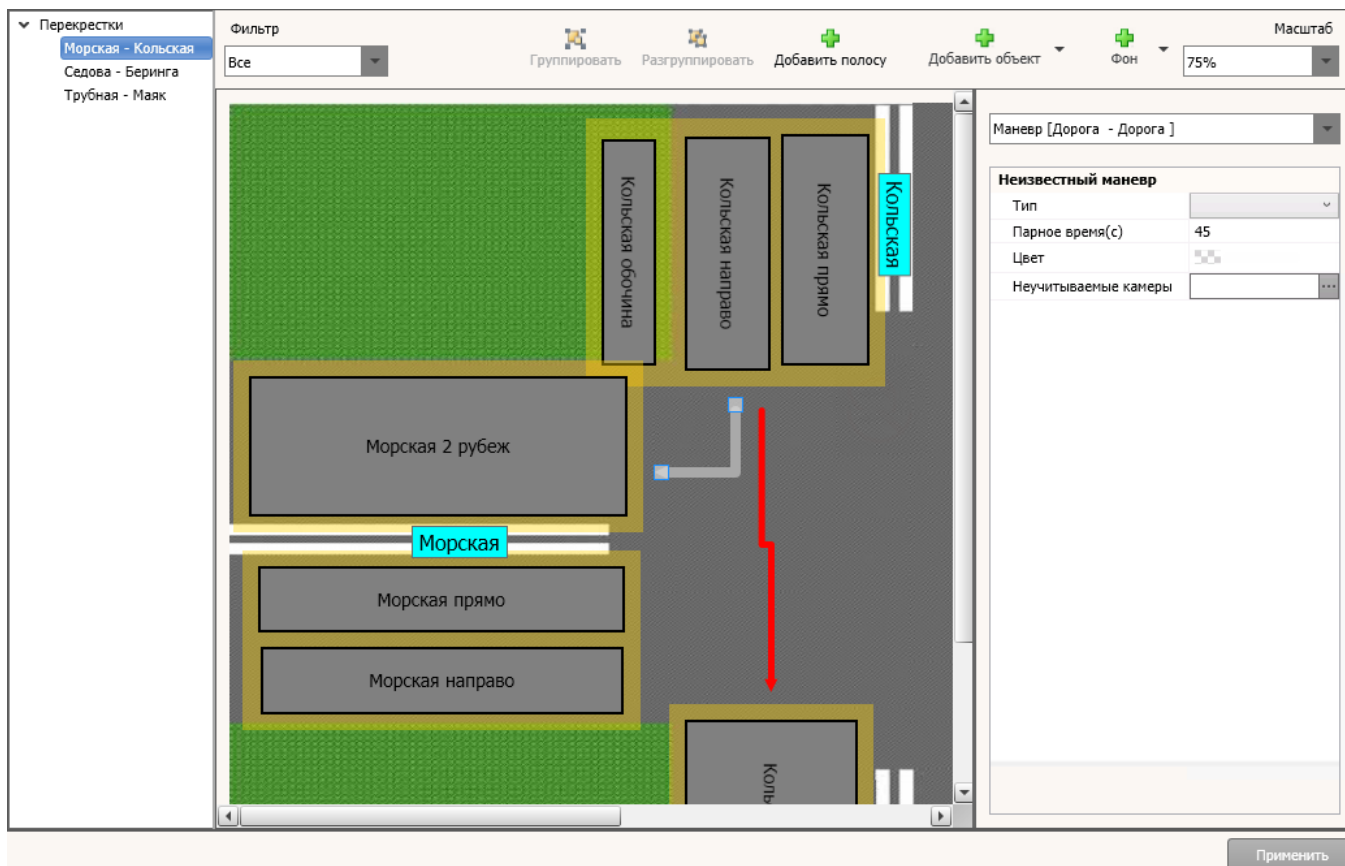 Перекрестки
Морская - Кольская
Седова - Беринга
Трубная - Маяк
Фильтр
Все
Группировать
Разгруппировать
Добавить полосу
Добавить объект
Фон
Масштаб
75%
Кольская обочина
Кольская направо
Кольская прямо
Кольская
Морская 2 рубеж
Морская
Морская прямо
Морская направо
Маневр [Дорога - Дорога ]
Неизвестный маневр
Тип
Парное время(с) 45
Цвет
Неучитываемые камеры ...
Применить